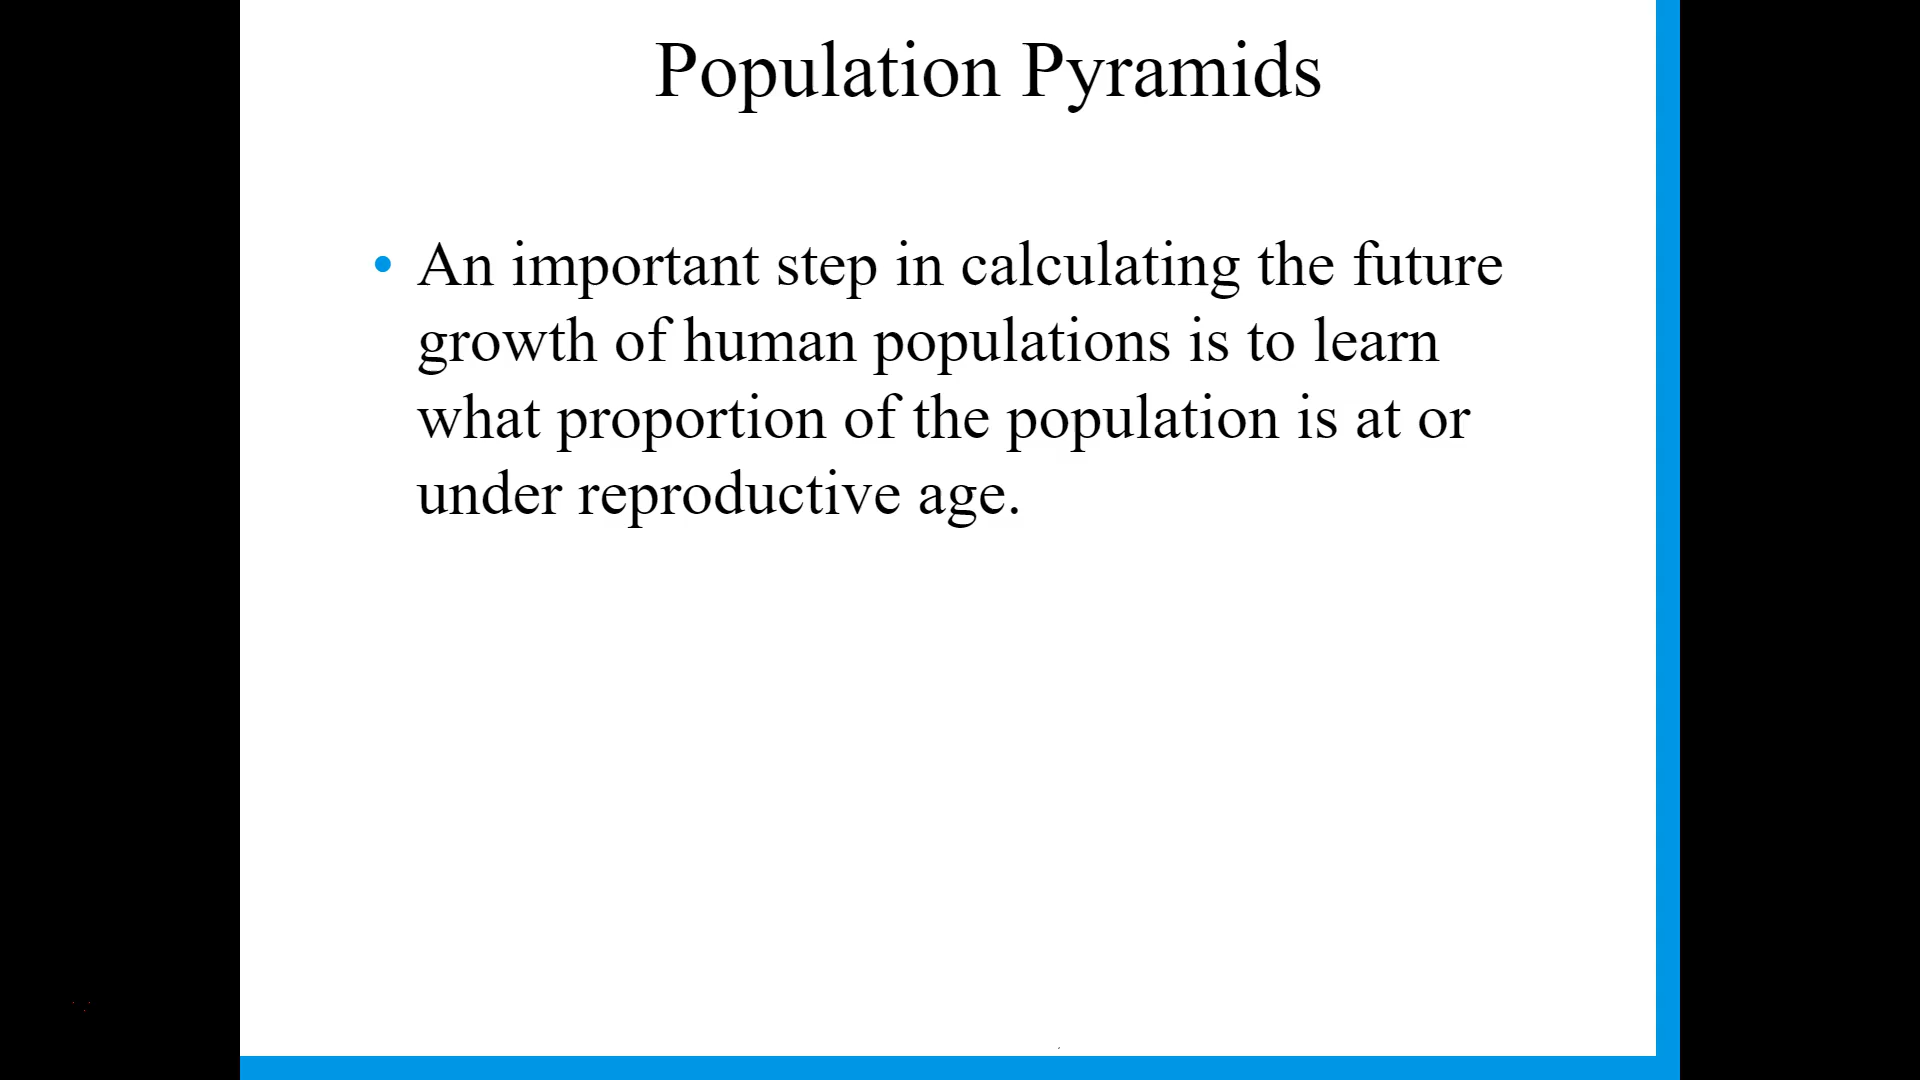 Population Pyramids
• An important step in calculating the future
growth of human populations is to learn
what proportion of the population is at or
under reproductive age.